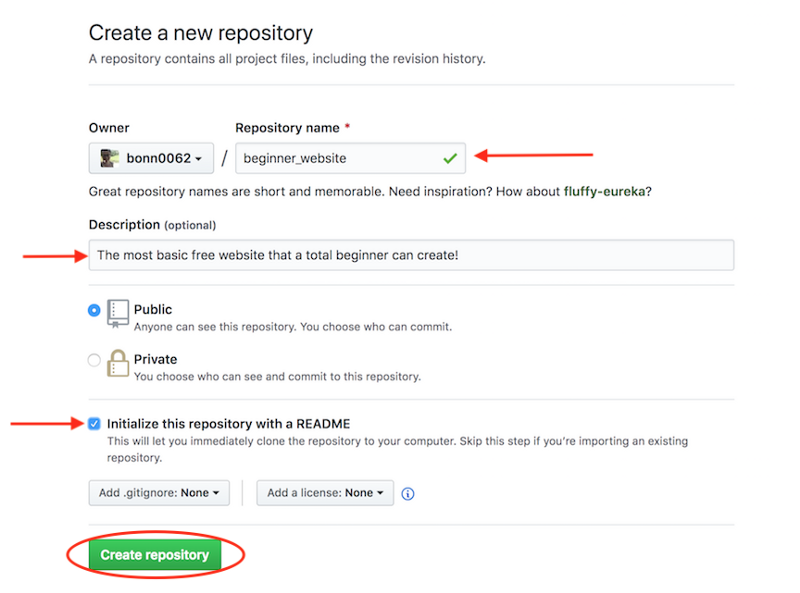 Create a new repository
A repository contains all project files, including the revision history.
Owner Repository name *
bonn0062 / beginner_website
Great repository names are short and memorable. Need inspiration? How about fluffy-eureka?
Description (optional)
The most basic free website that a total beginner can create!
Public
Anyone can see this repository. You choose who can commit.
Private
You choose who can see and commit to this repository.
Initialize this repository with a README
This will let you immediately clone the repository to your computer. Skip this step if you’re importing an existing
repository.
Add .gitignore: None Add a license: None
Create repository